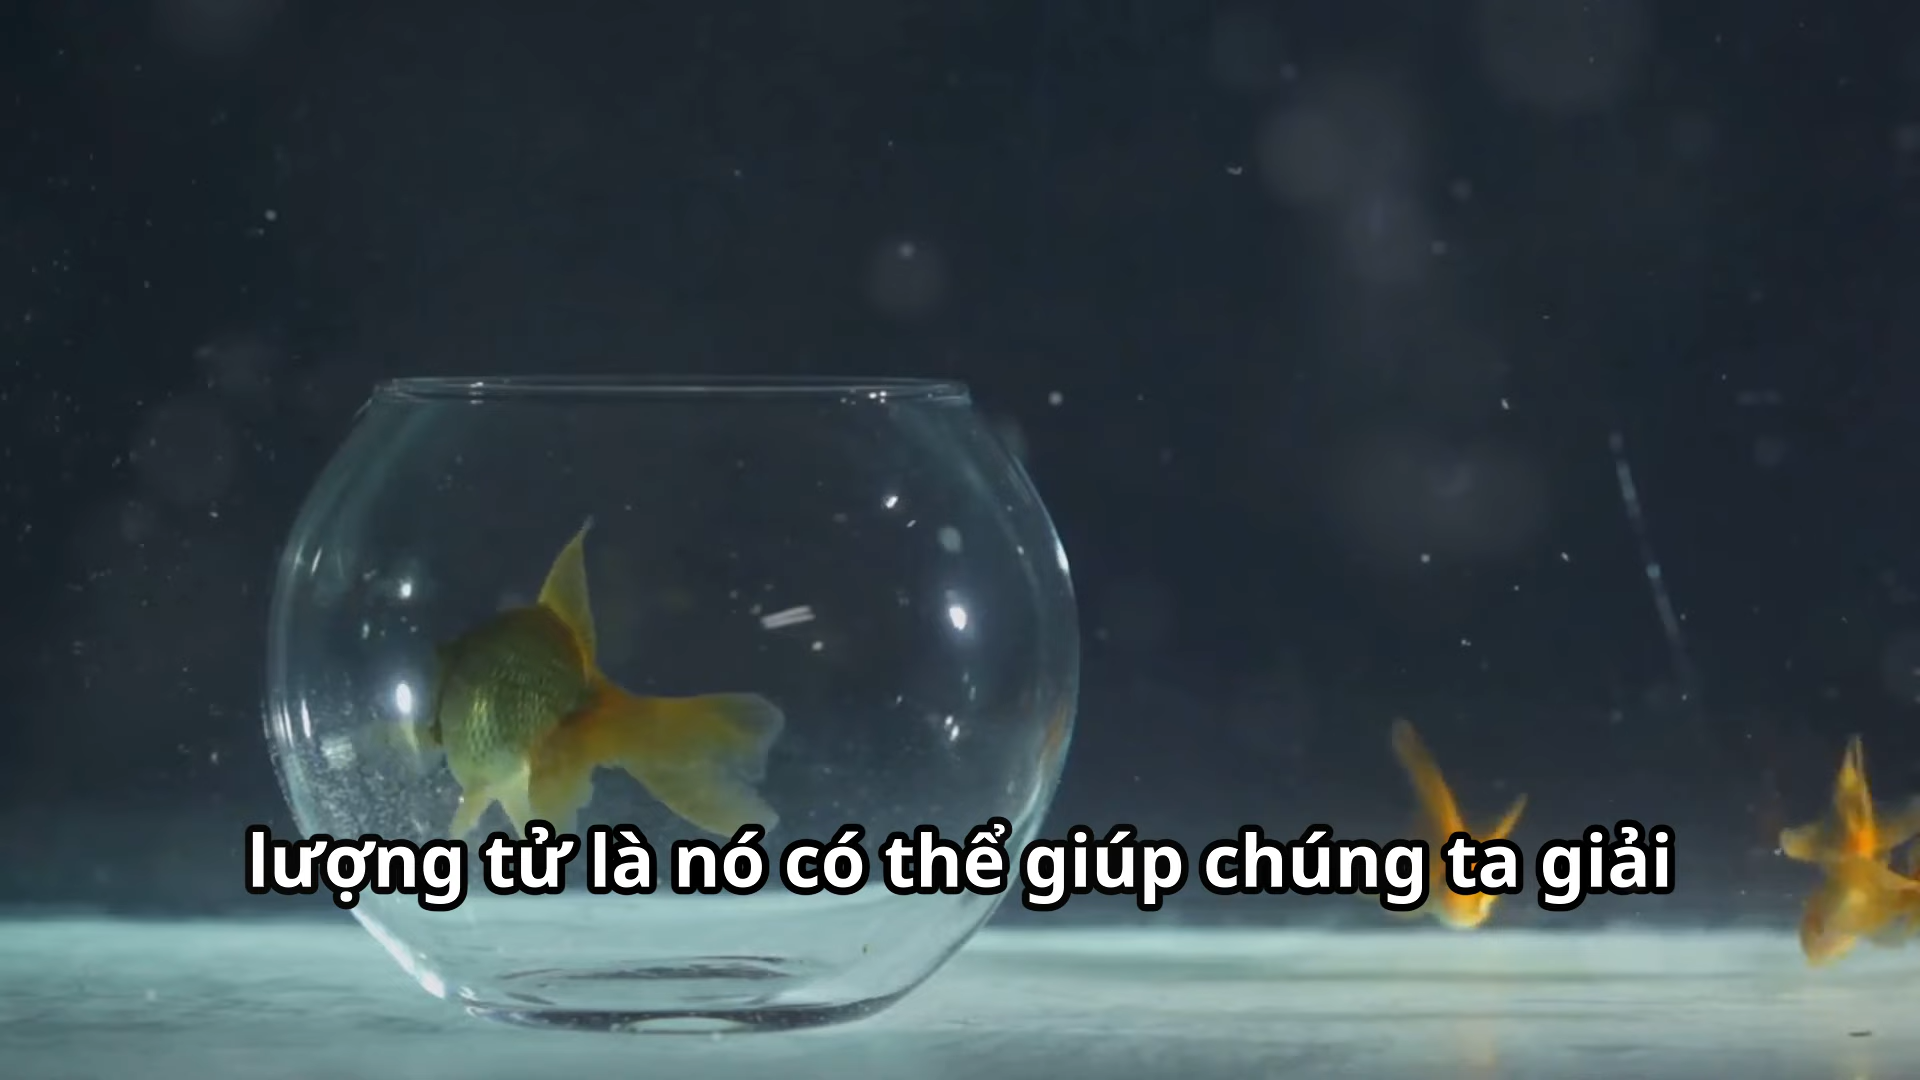 lượng tử là nó có thể giúp chúng ta giải